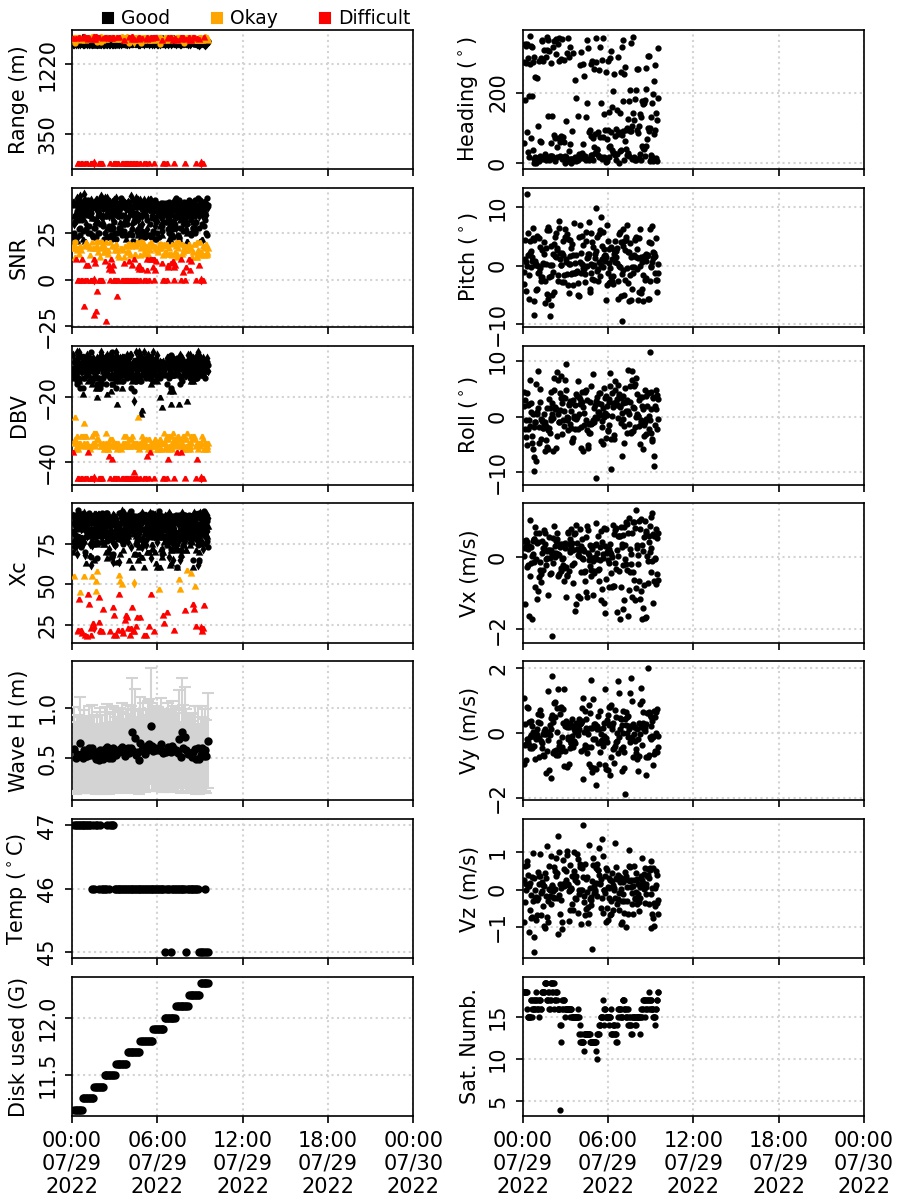 Good Okay Difficult
Range (m)
1220
350
Heading (°)
200
0
SNR
25
0
−25
Pitch (°)
10
0
−10
DBV
−20
−40
Roll (°)
10
0
−10
Xc
75
50
25
Vx (m/s)
0
−2
Wave H (m)
1.0
0.5
Vy (m/s)
2
0
−2
Temp (°C)
47
46
45
Vz (m/s)
1
0
−1
Disk used (G)
12.0
11.5
Sat. Numb.
15
10
5
00:00 06:00 12:00 18:00 00:00
07/29 07/29 07/29 07/29 07/30
2022 2022 2022 2022 2022
00:00 06:00 12:00 18:00 00:00
07/29 07/29 07/29 07/29 07/30
2022 2022 2022 2022 2022